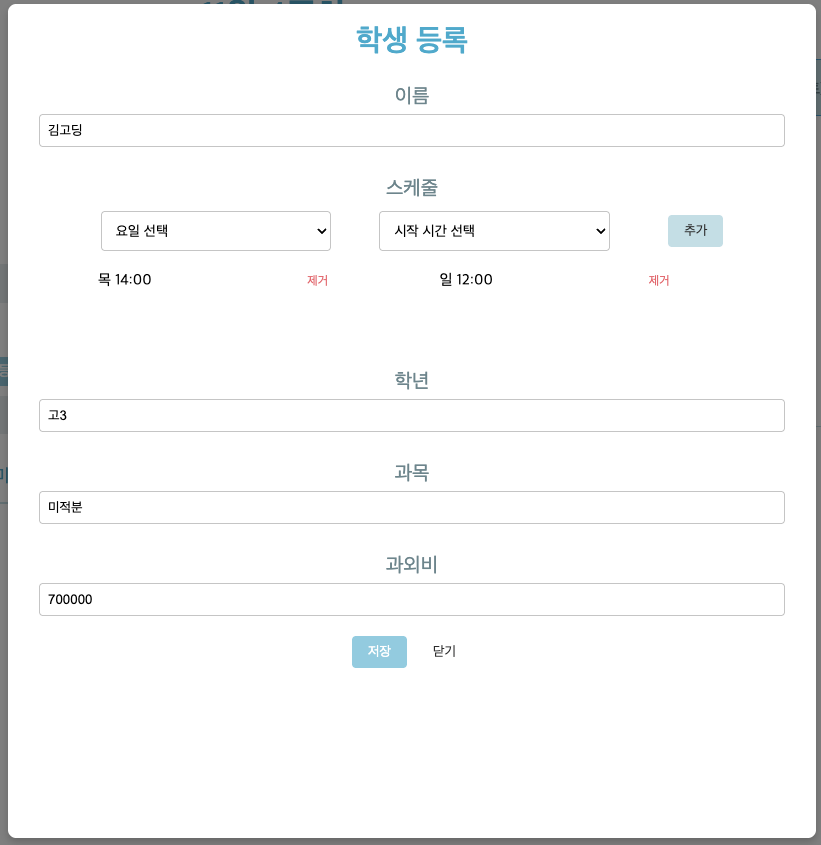 학생 등록
이름
김고딩
스케줄
요일 선택 시작 시간 선택 추가
목 14:00 제거 일 12:00 제거
학년
고3
과목
미적분
과외비
700000
저장 닫기